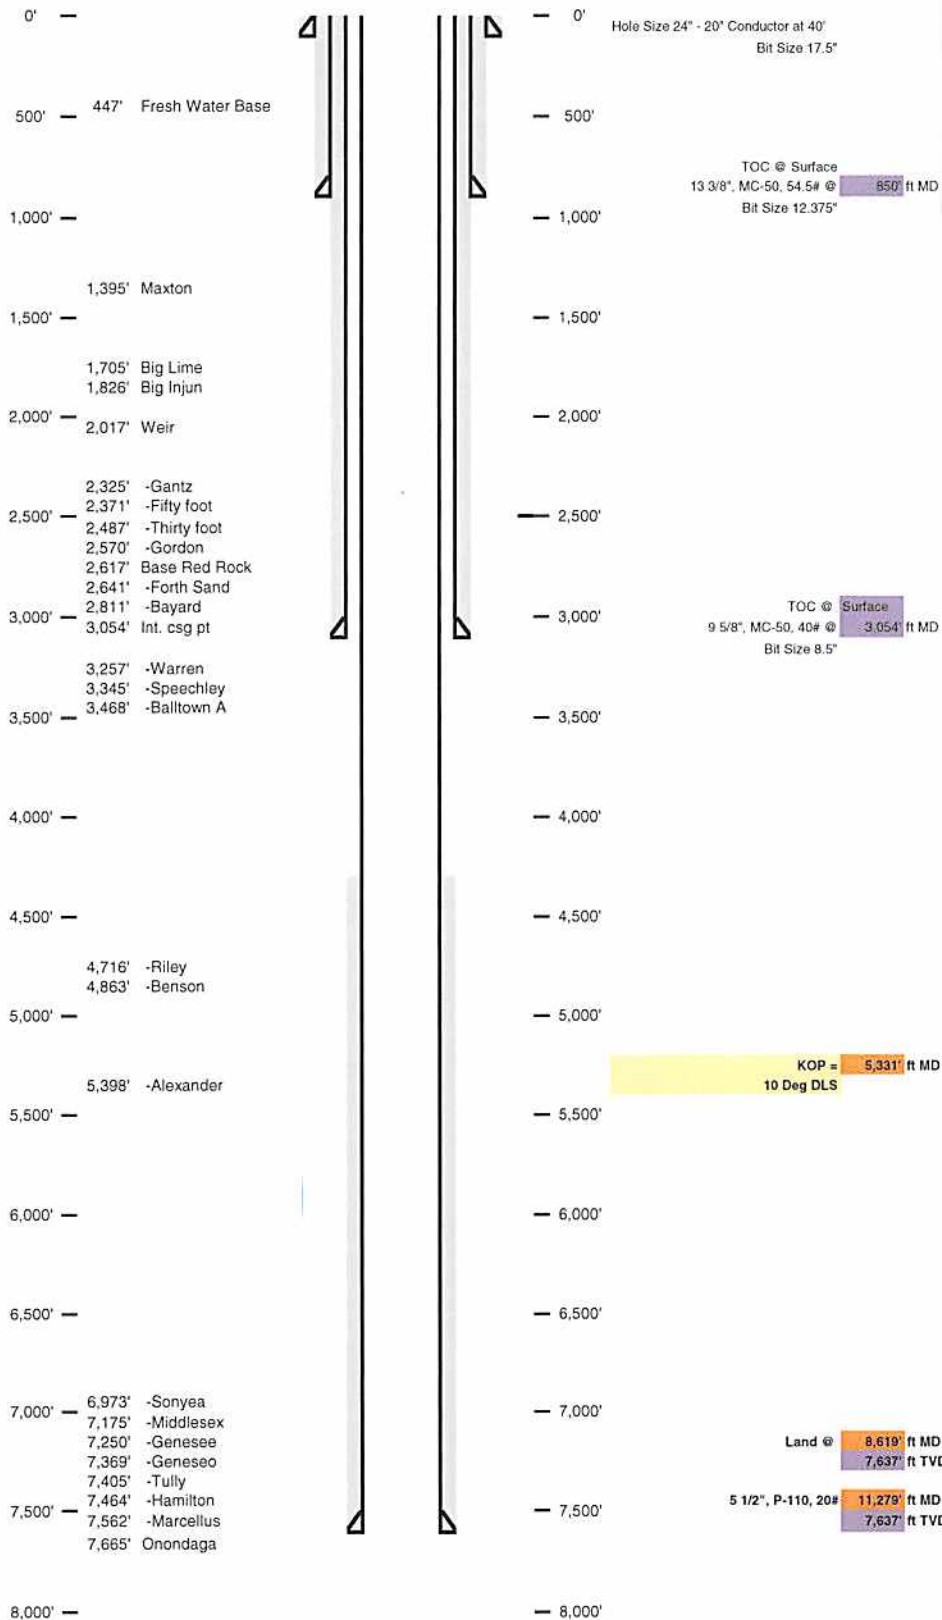 0' 0' Hole Size 24" - 20" Conductor at 40'
Bit Size 17.5"
447' Fresh Water Base
500' 500'
TOC @ Surface
13 3/8", MC-50, 54.5# @ 850' ft MD
Bit Size 12.375"
1,000' 1,000'
1,395' Maxton
1,500' 1,500'
1,705' Big Lime
1,826' Big Injun
2,000' 2,000'
2,017' Weir
2,325' -Gantz
2,371' -Fifty foot
2,487' -Thirty foot
2,500' 2,500'
2,570' -Gordon
2,617' Base Red Rock
2,641' -Forth Sand
2,811' -Bayard
TOC @ Surface
3,000' 3,000'
3,054' Int. csg pt
9 5/8", MC-50, 40# @ 3,054' ft MD
Bit Size 8.5"
3,257' -Warren
3,345' -Speechley
3,468' -Balltown A
3,500' 3,500'
4,000' 4,000'
4,500' 4,500'
4,716' -Riley
4,863' -Benson
5,000' 5,000'
KOP = 5,331' ft MD
5,398' -Alexander
10 Deg DLS
5,500' 5,500'
6,000' 6,000'
6,500' 6,500'
6,973' -Sonyea
7,000' 7,000'
7,175' -Middlesex
7,250' -Genesee
Land @ 8,619' ft MD
7,369' -Geneseo
7,637' ft TVD
7,405' -Tully
7,464' -Hamilton
5 1/2", P-110, 20# 11,279' ft MD
7,500' 7,500'
7,562' -Marcellus
7,637' ft TVD
7,665' Onondaga
8,000' 8,000'